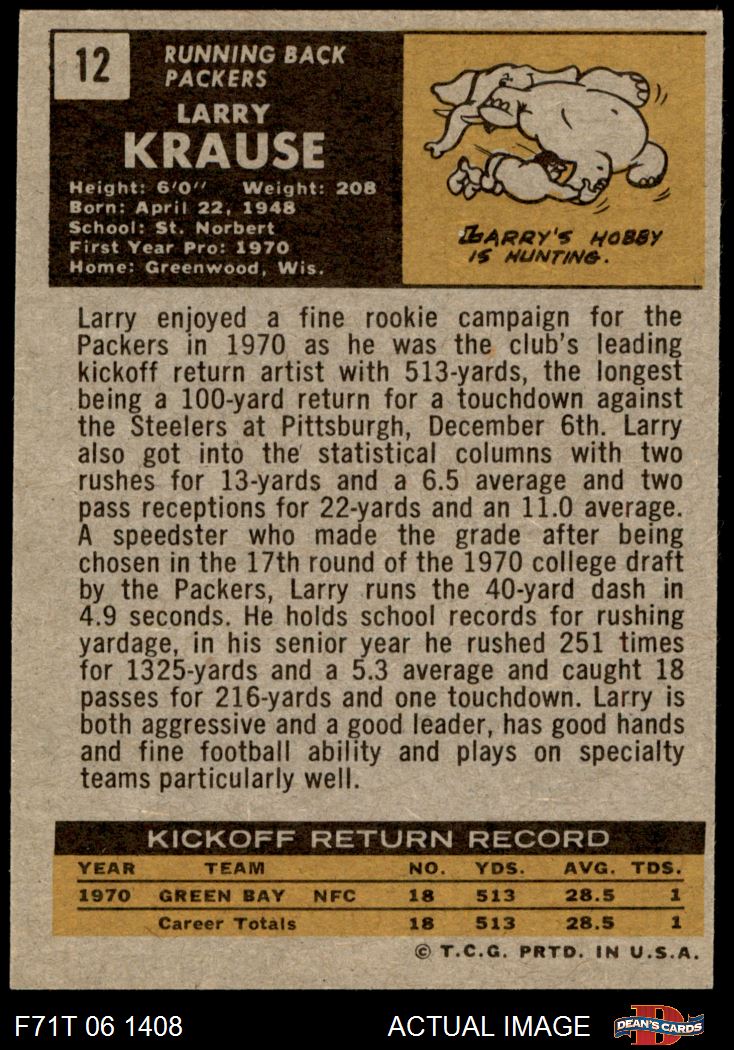 12
RUNNING BACK
PACKERS
LARRY
KRAUSE
Height: 6'0" Weight: 208
Born: April 22, 1948
School: St. Norbert
First Year Pro: 1970
Home: Greenwood, Wis.
LARRY'S HOBBY
IS HUNTING.
Larry enjoyed a fine rookie campaign for the
Packers in 1970 as he was the club's leading
kickoff return artist with 513-yards, the longest
being a 100-yard return for a touchdown against
the Steelers at Pittsburgh, December 6th. Larry
also got into the statistical columns with two
rushes for 13-yards and a 6.5 average and two
pass receptions for 22-yards and an 11.0 average.
A speedster who made the grade after being
chosen in the 17th round of the 1970 college draft
by the Packers, Larry runs the 40-yard dash in
4.9 seconds. He holds school records for rushing
yardage, in his senior year he rushed 251 times
for 1325-yards and a 5.3 average and caught 18
passes for 216-yards and one touchdown. Larry is
both aggressive and a good leader, has good hands
and fine football ability and plays on specialty
teams particularly well.
KICKOFF RETURN RECORD
YEAR TEAM NO. YDS. AVG. TDS.
1970 GREEN BAY NFC 18 513 28.5 1
Career Totals 18 513 28.5 1
© T.C.G. PRTD. IN U.S.A.
F71T 06 1408 ACTUAL IMAGE DEAN'S CARDS